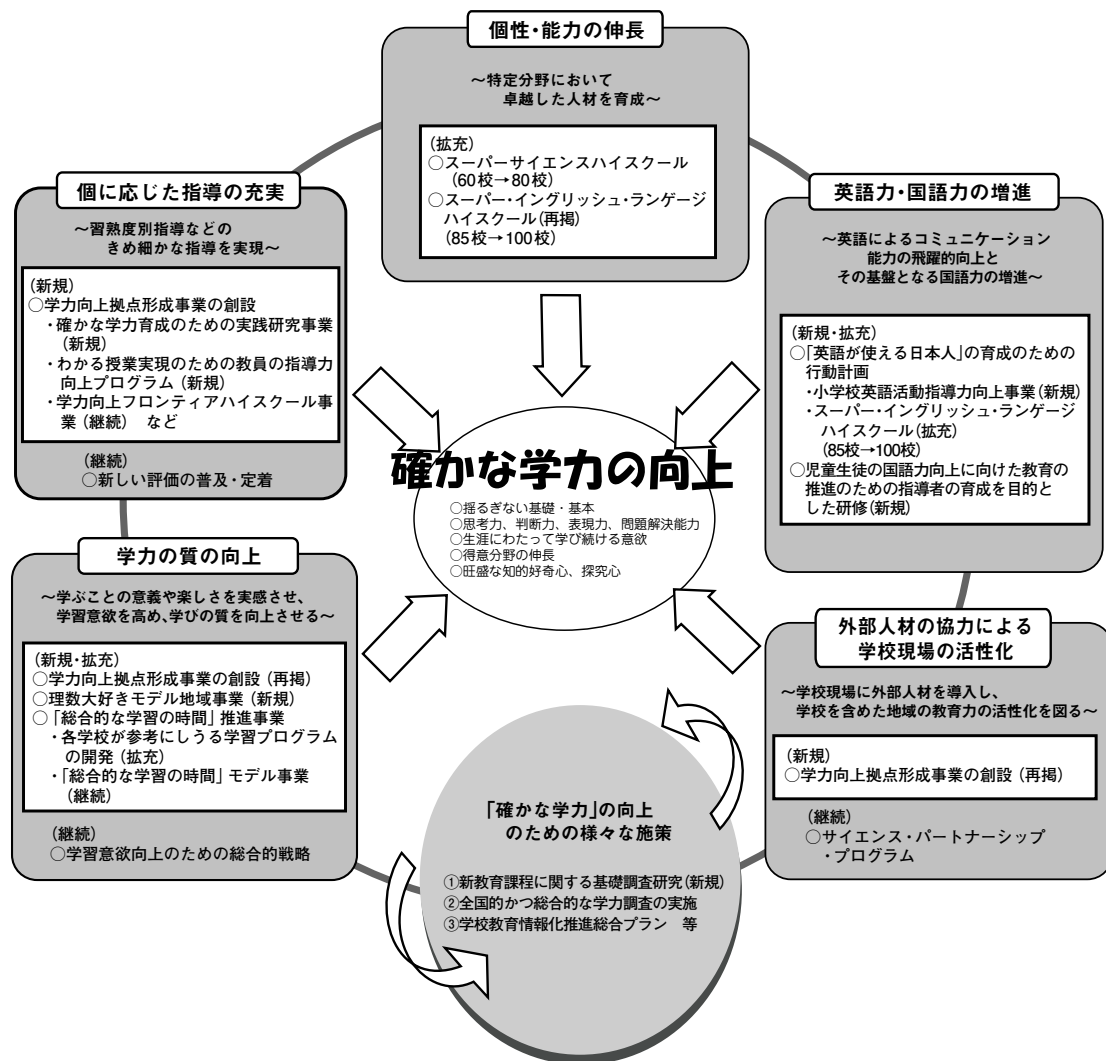 個性・能力の伸長
～特定分野において
卓越した人材を育成～
(拡充)
○スーパーサイエンスハイスクール
(60校→80校)
○スーパー・イングリッシュ・ランゲージ
ハイスクール(再掲)
(85校→100校)
個に応じた指導の充実
～習熟度別指導などの
きめ細かな指導を実現～
(新規)
○学力向上拠点形成事業の創設
・確かな学力育成のための実践研究事業
(新規)
・わかる授業実現のための教員の指導力
向上プログラム(新規)
・学力向上フロンティアハイスクール事
業(継続)　など
(継続)
○新しい評価の普及・定着
英語力・国語力の増進
～英語によるコミュニケーション
能力の飛躍的向上と
その基盤となる国語力の増進～
(新規・拡充)
○「英語が使える日本人」の育成のための
行動計画
・小学校英語活動指導力向上事業(新規)
・スーパー・イングリッシュ・ランゲージ
ハイスクール(拡充)
(85校→100校)
○児童生徒の国語力向上に向けた教育の
推進のための指導者の育成を目的と
した研修(新規)
確かな学力の向上
○揺るぎない基礎・基本
○思考力、判断力、表現力、問題解決能力
○生涯にわたって学び続ける意欲
○得意分野の伸長
○旺盛な知的好奇心、探究心
学力の質の向上
～学ぶことの意義や楽しさを実感させ、
学習意欲を高め、学びの質を向上させる～
(新規・拡充)
○学力向上拠点形成事業の創設(再掲)
○理数大好きモデル地域事業(新規)
○「総合的な学習の時間」推進事業
・各学校が参考にしうる学習プログラム
の開発(拡充)
・「総合的な学習の時間」モデル事業
(継続)
(継続)
○学習意欲向上のための総合的戦略
外部人材の協力による
学校現場の活性化
～学校現場に外部人材を導入し、
学校を含めた地域の教育力の活性化を図る～
(新規)
○学力向上拠点形成事業の創設(再掲)
(継続)
○サイエンス・パートナーシップ
・プログラム
「確かな学力」の向上
のための様々な施策
①新教育課程に関する基礎調査研究(新規)
②全国的かつ総合的な学力調査の実施
③学校教育情報化推進総合プラン　等